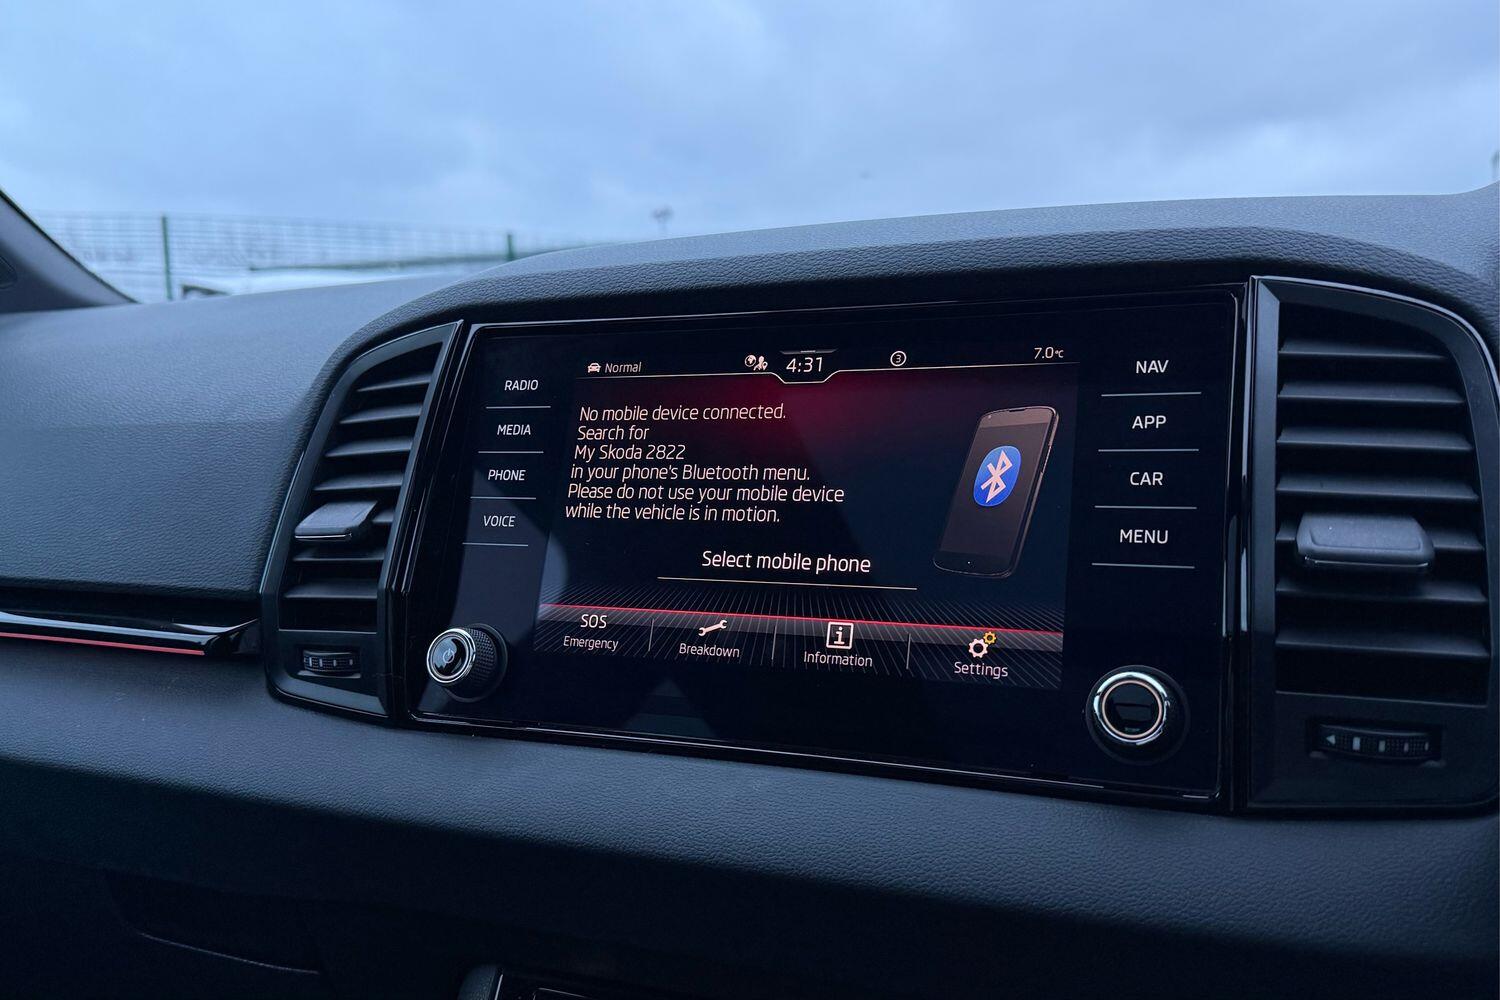 Normal
4:31
3
7.0°C
RADIO
MEDIA
PHONE
VOICE
No mobile device connected.
Search for
My Skoda 2822
in your phone's Bluetooth menu.
Please do not use your mobile device
while the vehicle is in motion.
Select mobile phone
SOS
Emergency
Breakdown
Information
Settings
NAV
APP
CAR
MENU